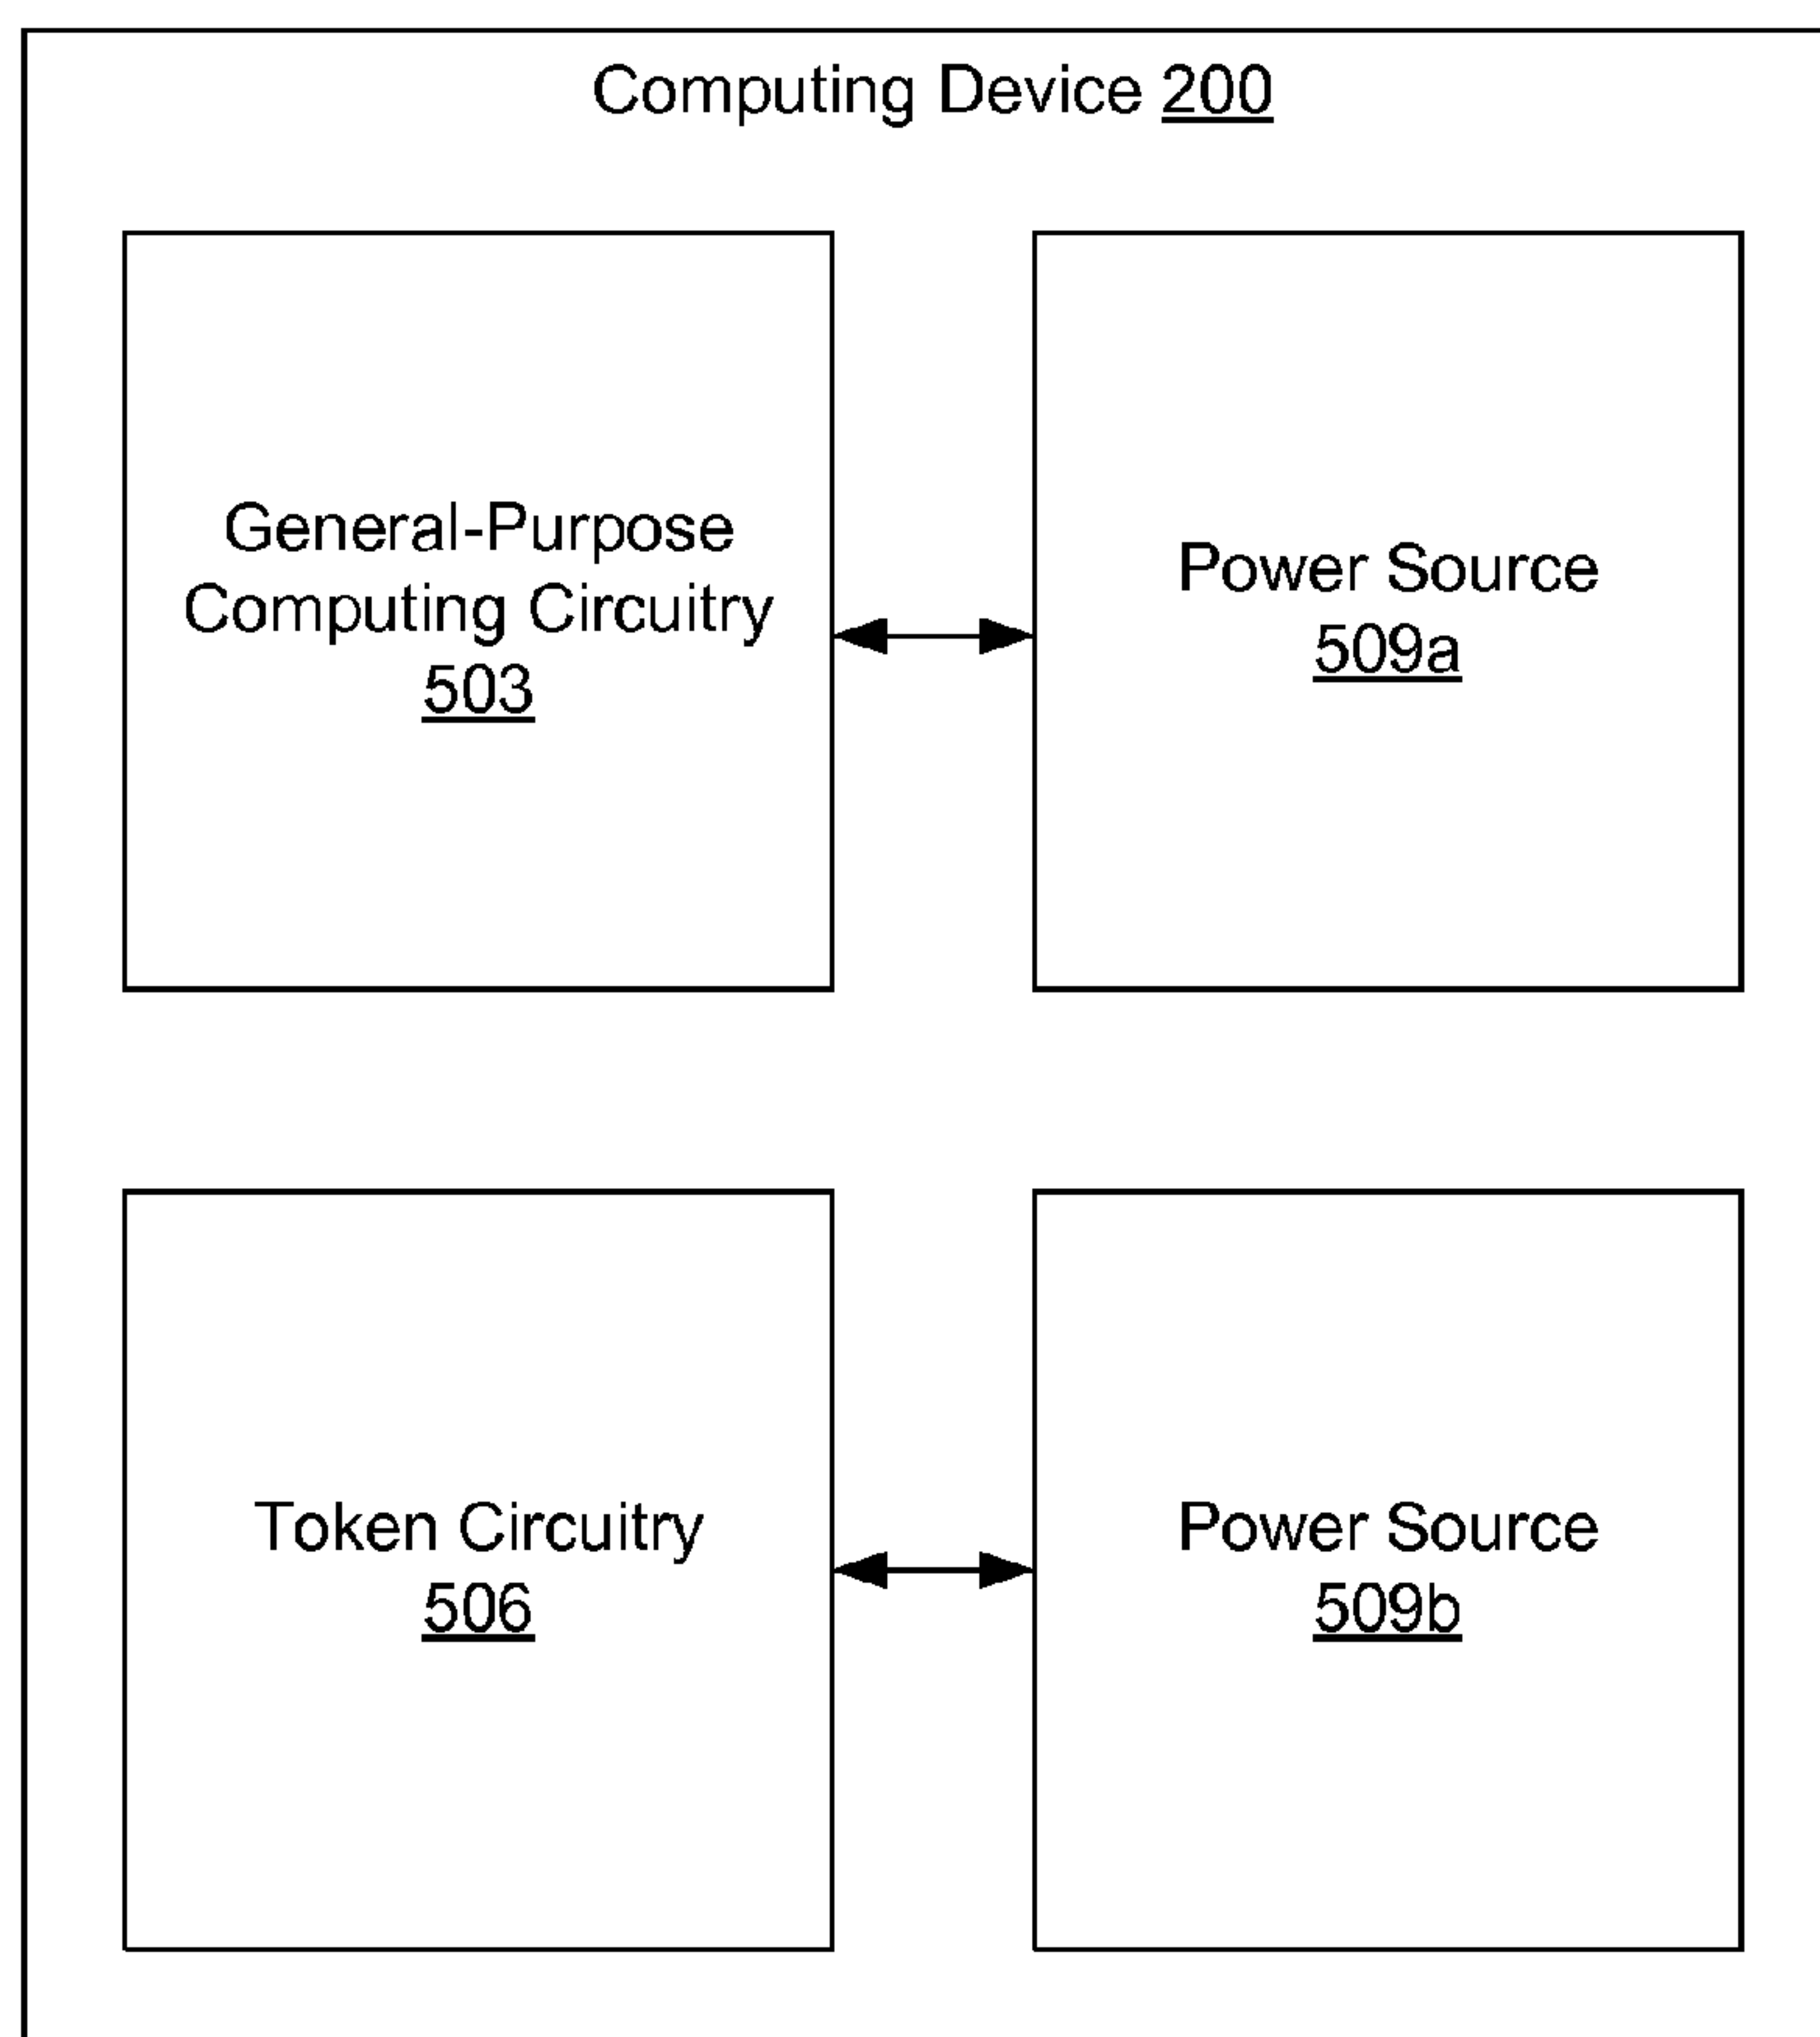 Computing Device 200
General-Purpose
Computing Circuitry
503
Power Source
509a
Token Circuitry
506
Power Source
509b